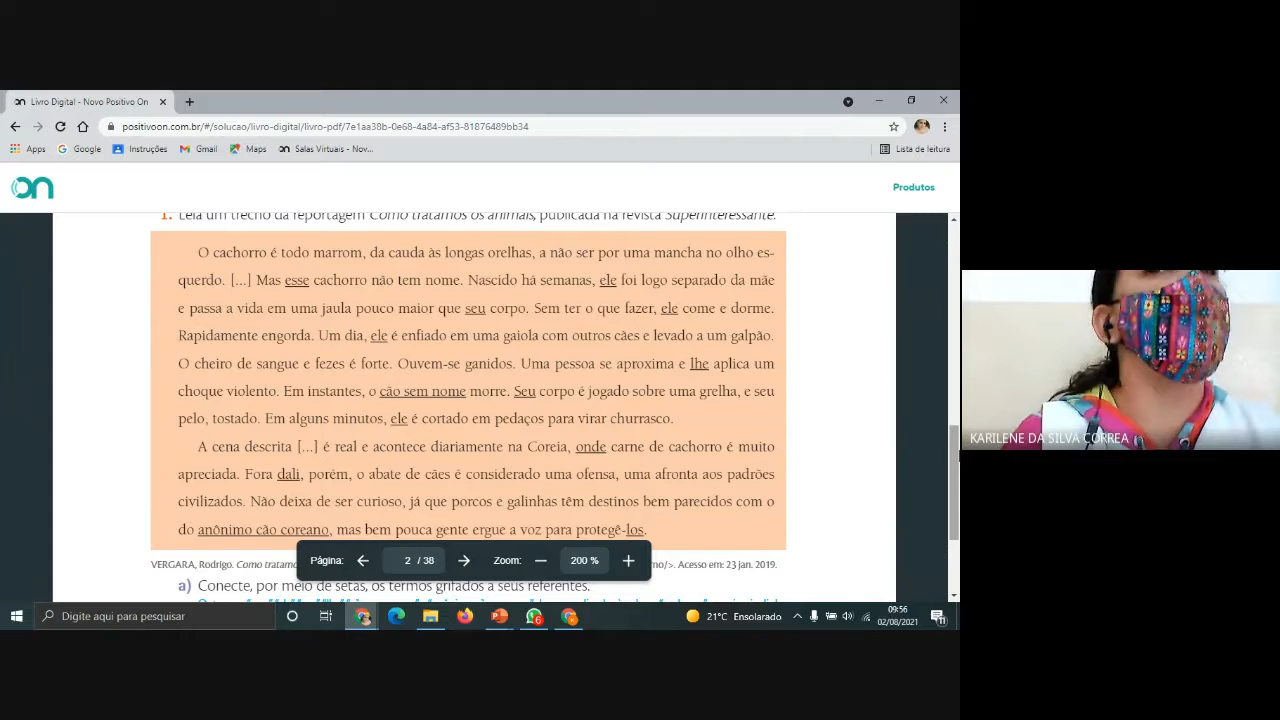 Livro Digital - Novo Positivo On
positivoon.com.br/#/solucao/livro-digital/livro-pdf/7e1aa38b-0e68-4a84-af53-81876489bb34
Apps Google Instruções Gmail Maps Salas Virtuais - Nov... Lista de leitura
on Produtos
1. Leia um trecho da reportagem Como tratamos os animais, publicada na revista Superinteressante.
O cachorro é todo marrom, da cauda às longas orelhas, a não ser por uma mancha no olho es-
querdo. [...] Mas esse cachorro não tem nome. Nascido há semanas, ele foi logo separado da mãe
e passa a vida em uma jaula pouco maior que seu corpo. Sem ter o que fazer, ele come e dorme.
Rapidamente engorda. Um dia, ele é enfiado em uma gaiola com outros cães e levado a um galpão.
O cheiro de sangue e fezes é forte. Ouvem-se ganidos. Uma pessoa se aproxima e lhe aplica um
choque violento. Em instantes, o cão sem nome morre. Seu corpo é jogado sobre uma grelha, e seu
pelo, tostado. Em alguns minutos, ele é cortado em pedaços para virar churrasco.
A cena descrita [...] é real e acontece diariamente na Coreia, onde carne de cachorro é muito
apreciada. Fora dali, porém, o abate de cães é considerado uma ofensa, uma afronta aos padrões
civilizados. Não deixa de ser curioso, já que porcos e galinhas têm destinos bem parecidos com o
do anônimo cão coreano, mas bem pouca gente ergue a voz para protegê-los.
VERGARA, Rodrigo. Como tratamo />. Acesso em: 23 jan. 2019.
Página: 2 / 38 Zoom: 200 %
a) Conecte, por meio de setas, os termos grifados a seus referentes.
Digite aqui para pesquisar
6
21°C Ensolarado
09:56
02/08/2021
11
KARILENE DA SILVA CORREA